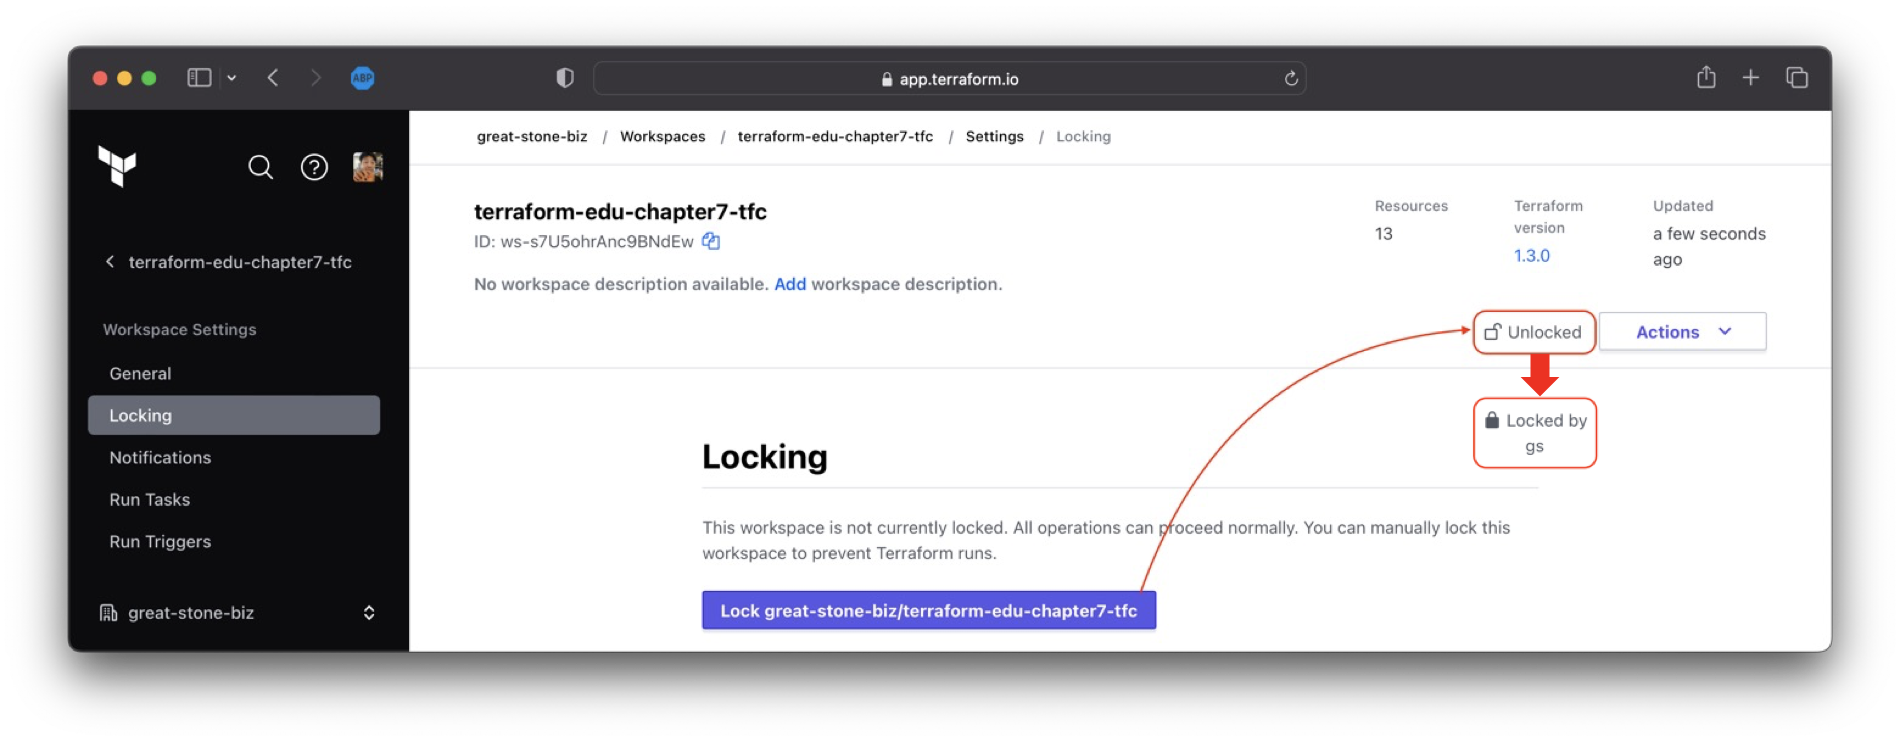 ABP
app.terraform.io
great-stone-biz / Workspaces / terraform-edu-chapter7-tfc / Settings / Locking
terraform-edu-chapter7-tfc
Workspace Settings
General
Locking
Notifications
Run Tasks
Run Triggers
great-stone-biz
terraform-edu-chapter7-tfc
ID: ws-s7U5ohrAnc9BNdEw
No workspace description available. Add workspace description.
Resources
13
Terraform
version
1.3.0
Updated
a few seconds
ago
Unlocked
Actions
Locked by
gs
Locking
This workspace is not currently locked. All operations can proceed normally. You can manually lock this
workspace to prevent Terraform runs.
Lock great-stone-biz/terraform-edu-chapter7-tfc